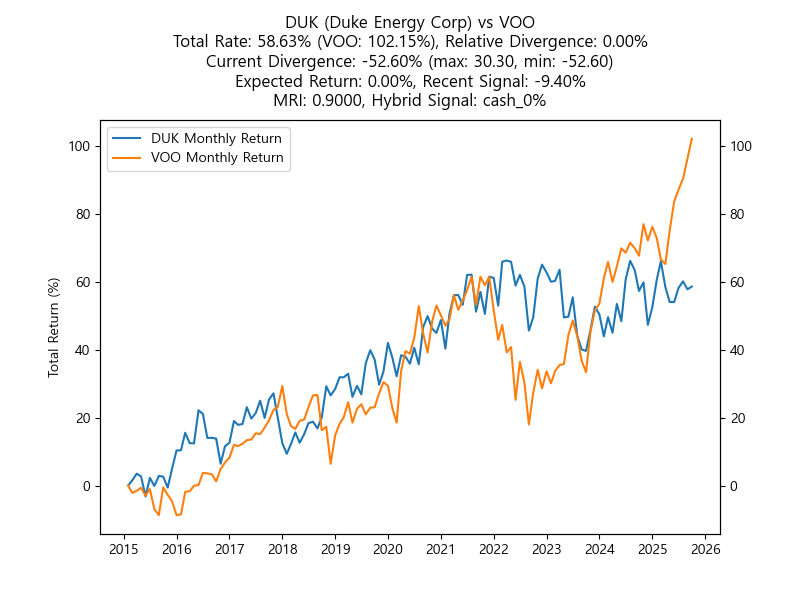 DUK (Duke Energy Corp) vs VOO
Total Rate: 58.63% (VOO: 102.15%), Relative Divergence: 0.00%
Current Divergence: -52.60% (max: 30.30, min: -52.60)
Expected Return: 0.00%, Recent Signal: -9.40%
MRI: 0.9000, Hybrid Signal: cash_0%
DUK Monthly Return
VOO Monthly Return
Total Return (%)
100
80
60
40
20
0
100
80
60
40
20
0
2015 2016 2017 2018 2019 2020 2021 2022 2023 2024 2025 2026